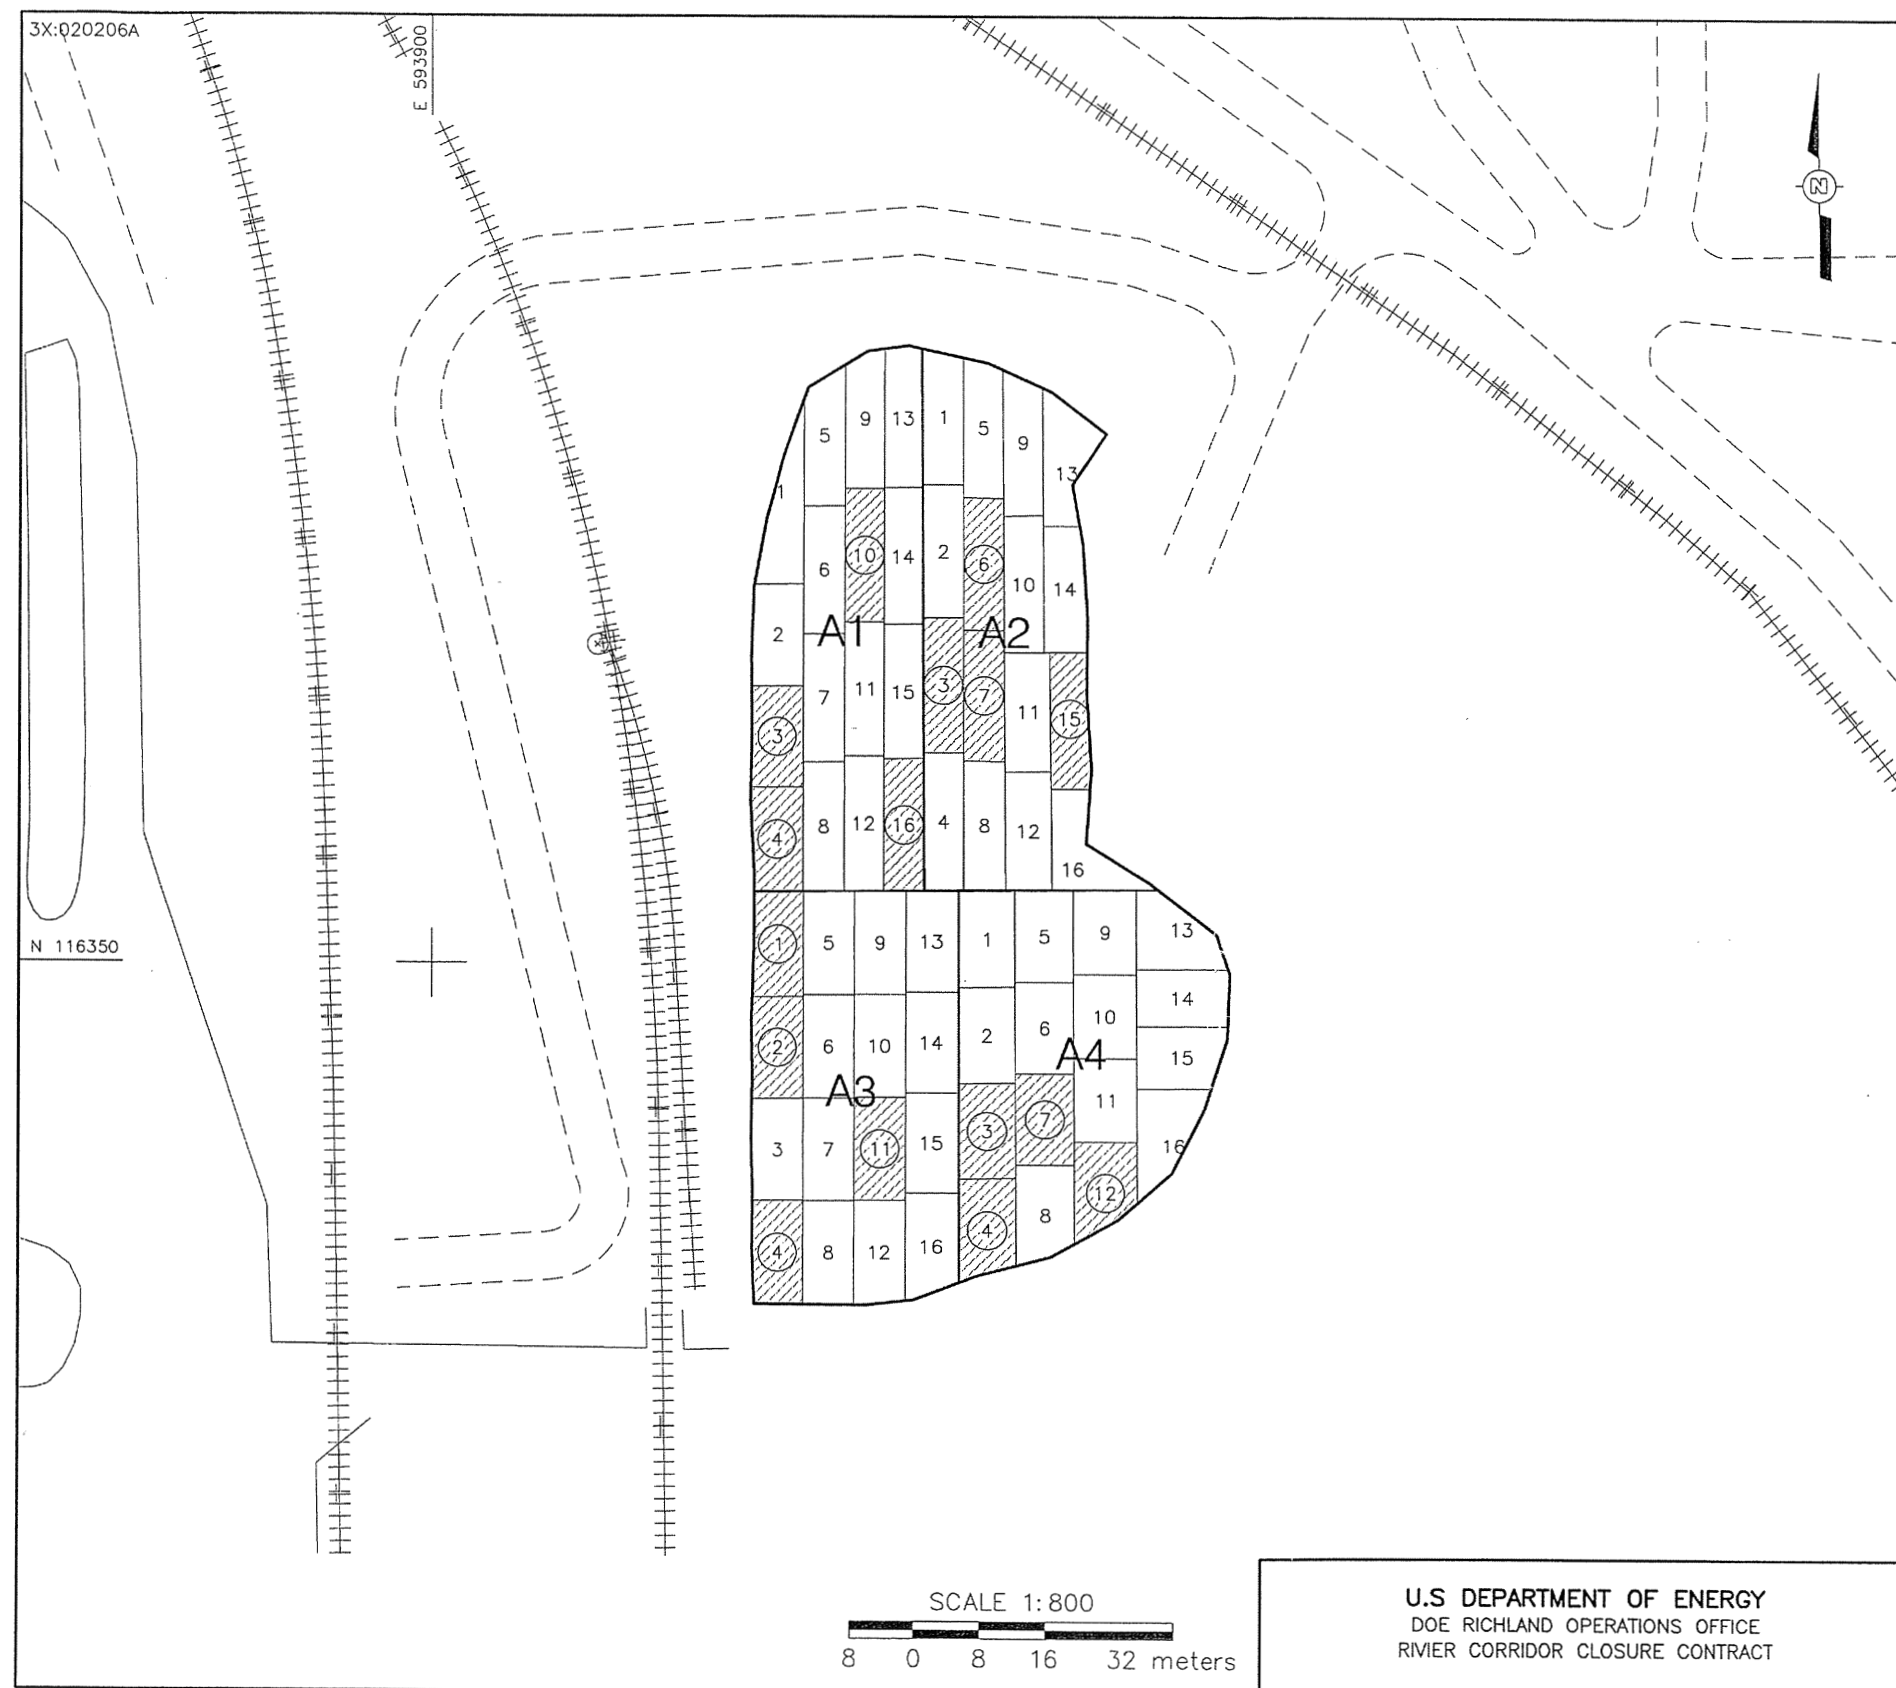 3X:020206A
E 593900
N
9 13 1 5 9
5
13
1
10 14 2 6 10 14
6
A1 A2
2
7 11 15 3 7 11 15
3
8 12 16 4 8 12
4
16
1 5 9 13 1 5 9 13
N 116350
14
2 6 10 14 2 6 10
15
A4
A3
11
3 7 11 15 3 7
16
12
4 8 12 16 4 8
SCALE 1:800
8 0 8 16 32 meters
U.S DEPARTMENT OF ENERGY
DOE RICHLAND OPERATIONS OFFICE
RIVIER CORRIDOR CLOSURE CONTRACT